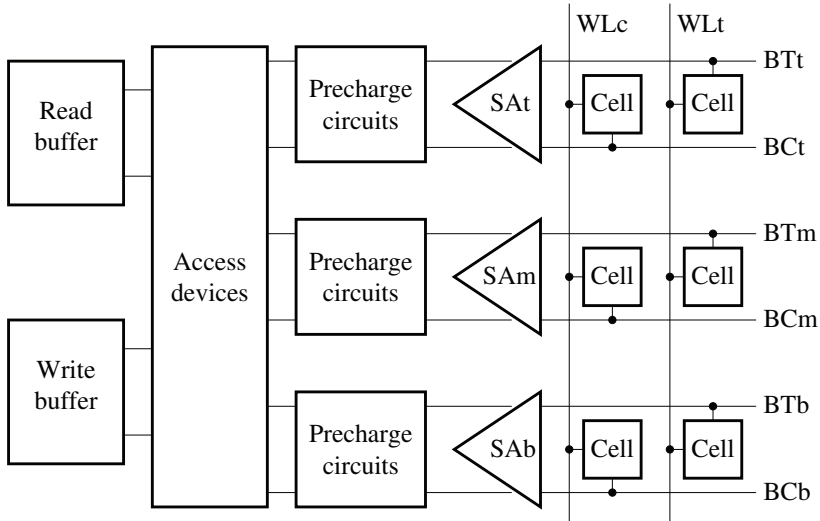 WLc WLt
BTt
Read
buffer
Precharge
circuits
SAt
Cell
Cell
BCt
BTm
Access
devices
Precharge
circuits
SAm
Cell
Cell
BCm
Write
buffer
BTb
Precharge
circuits
SAb
Cell
Cell
BCb